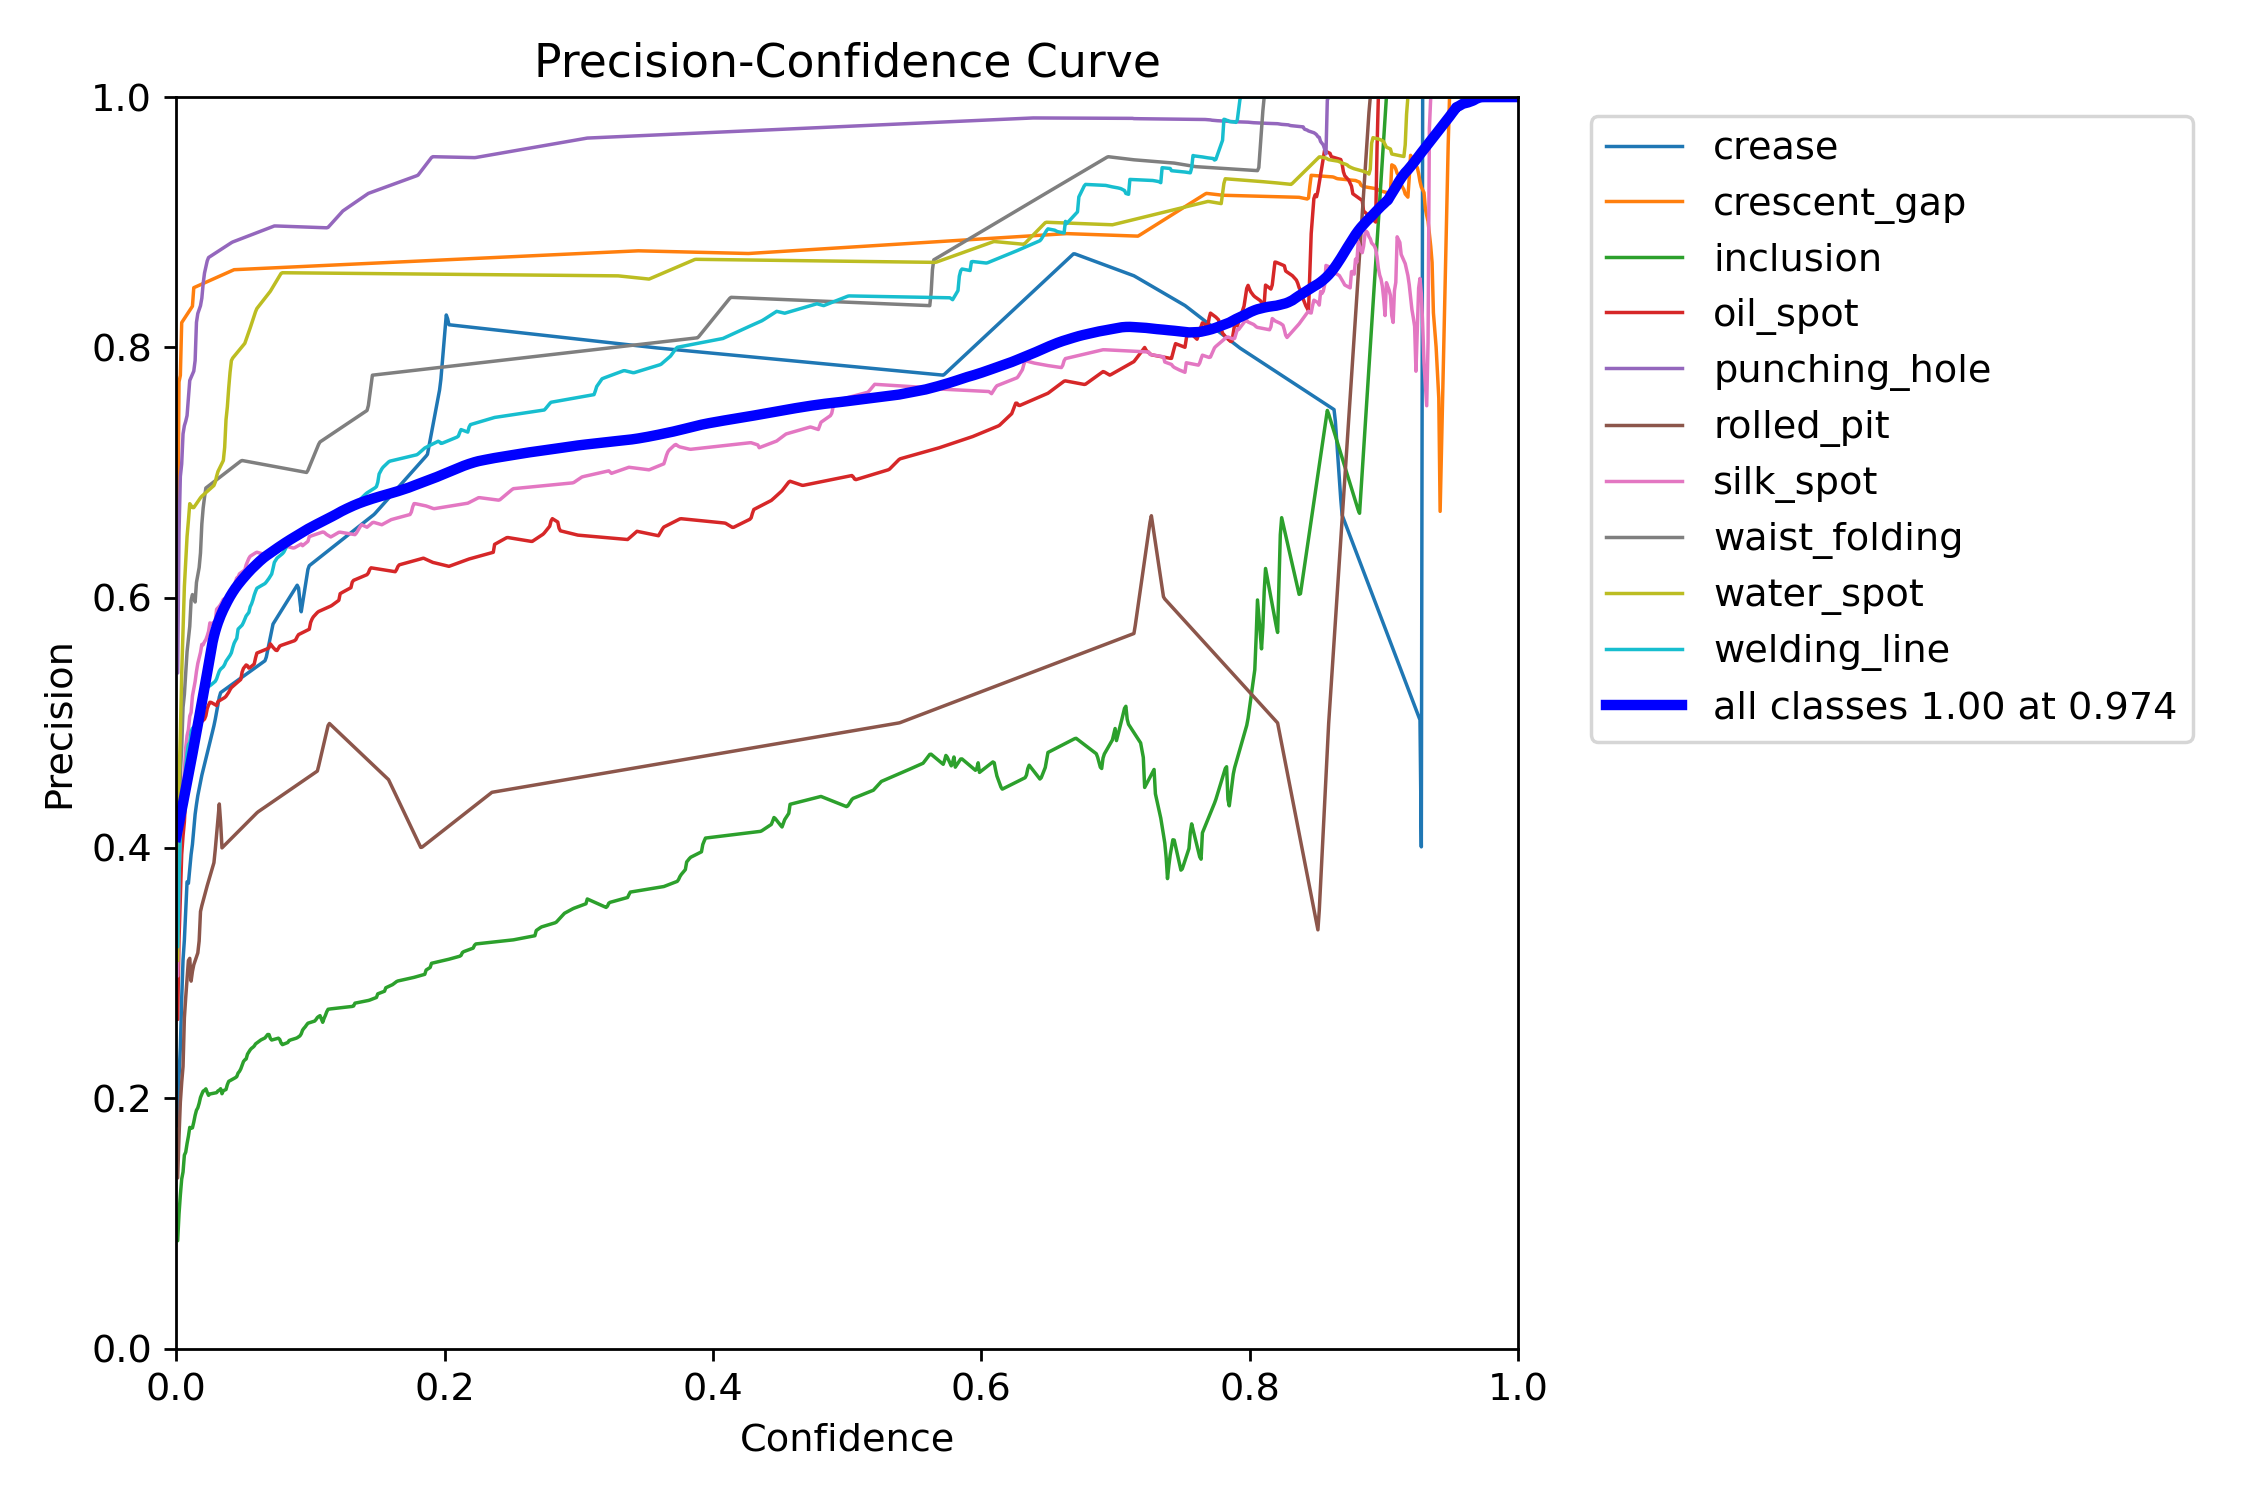 Precision-Confidence Curve
1.0
0.8
0.6
0.4
0.2
0.0
Precision
0.0 0.2 0.4 0.6 0.8 1.0
Confidence
crease
crescent_gap
inclusion
oil_spot
punching_hole
rolled_pit
silk_spot
waist_folding
water_spot
welding_line
all classes 1.00 at 0.974